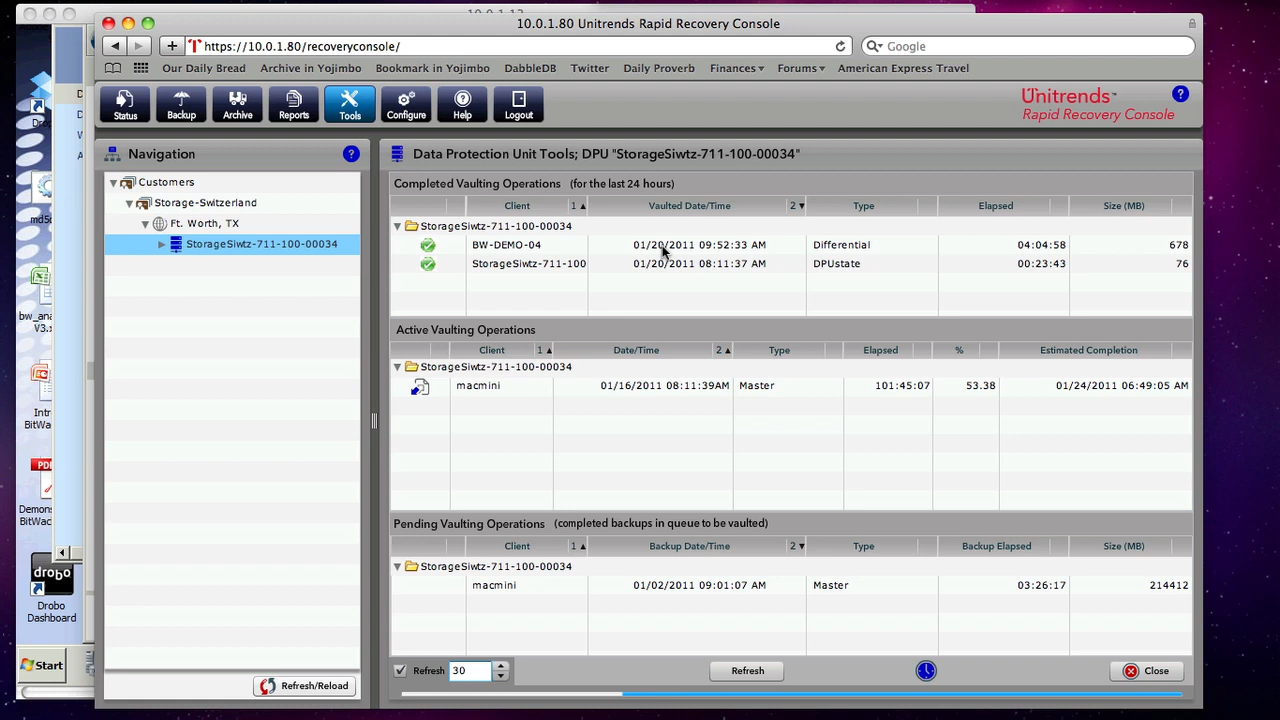 10.0.1.80 Unitrends Rapid Recovery Console
https://10.0.1.80/recoveryconsole/
Google
Our Daily Bread Archive in Yojimbo Bookmark in Yojimbo DabbleDB Twitter Daily Proverb Finances▾ Forums▾ American Express Travel
Status Backup Archive Reports Tools Configure Help Logout
Unitrends™
Rapid Recovery Console
Navigation
Customers
Storage-Switzerland
Ft. Worth, TX
StorageSiwtz-711-100-00034
Refresh/Reload
Data Protection Unit Tools; DPU "StorageSiwtz-711-100-00034"
Completed Vaulting Operations (for the last 24 hours)
Client 1▲ Vaulted Date/Time 2▼ Type Elapsed Size (MB)
StorageSiwtz-711-100-00034
BW-DEMO-04 01/20/2011 09:52:33 AM Differential 04:04:58 678
StorageSiwtz-711-100 01/20/2011 08:11:37 AM DPUstate 00:23:43 76
Active Vaulting Operations
Client 1▲ Date/Time 2▲ Type Elapsed % Estimated Completion
StorageSiwtz-711-100-00034
macmini 01/16/2011 08:11:39AM Master 101:45:07 53.38 01/24/2011 06:49:05 AM
Pending Vaulting Operations (completed backups in queue to be vaulted)
Client 1▲ Backup Date/Time 2▼ Type Backup Elapsed Size (MB)
StorageSiwtz-711-100-00034
macmini 01/02/2011 09:01:07 AM Master 03:26:17 214412
Refresh 30 Refresh Close
V3.x
PDF
drobo
Drobo
Dashboard
Start